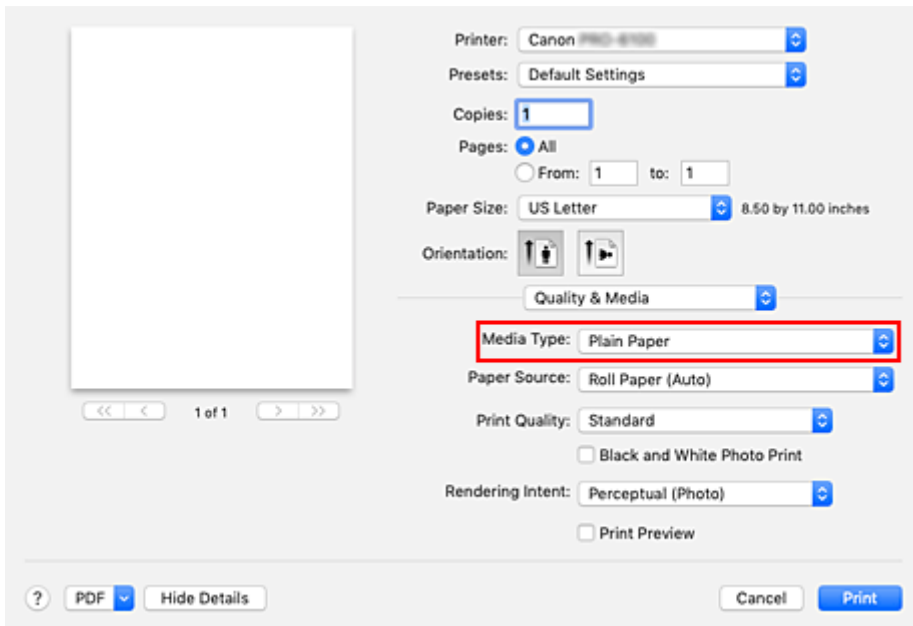 Printer: Canon
Presets: Default Settings
Copies: 1
Pages: All
From: 1 to: 1
Paper Size: US Letter 8.50 by 11.00 inches
Orientation:
Quality & Media
Media Type: Plain Paper
Paper Source: Roll Paper (Auto)
<< < 1 of 1 > >>
Print Quality: Standard
Black and White Photo Print
Rendering Intent: Perceptual (Photo)
Print Preview
? PDF Hide Details Cancel Print